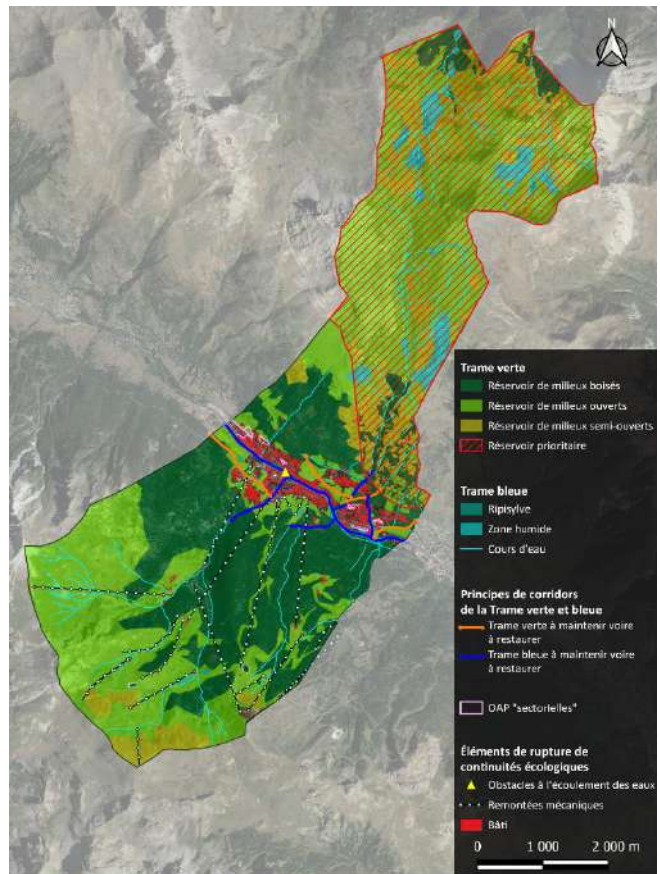 N
Trame verte
Réservoir de milieux boisés
Réservoir de milieux ouverts
Réservoir de milieux semi-ouverts
Réservoir prioritaire
Trame bleue
Ripisylve
Zone humide
Cours d'eau
Principes de corridors
de la Trame verte et bleue
Trame verte à maintenir voire
à restaurer
Trame bleue à maintenir voire
à restaurer
OAP "sectorielles"
Éléments de rupture de
continuités écologiques
Obstacles à l'écoulement des eaux
Remontées mécaniques
Bâti
0 1 000 2 000 m